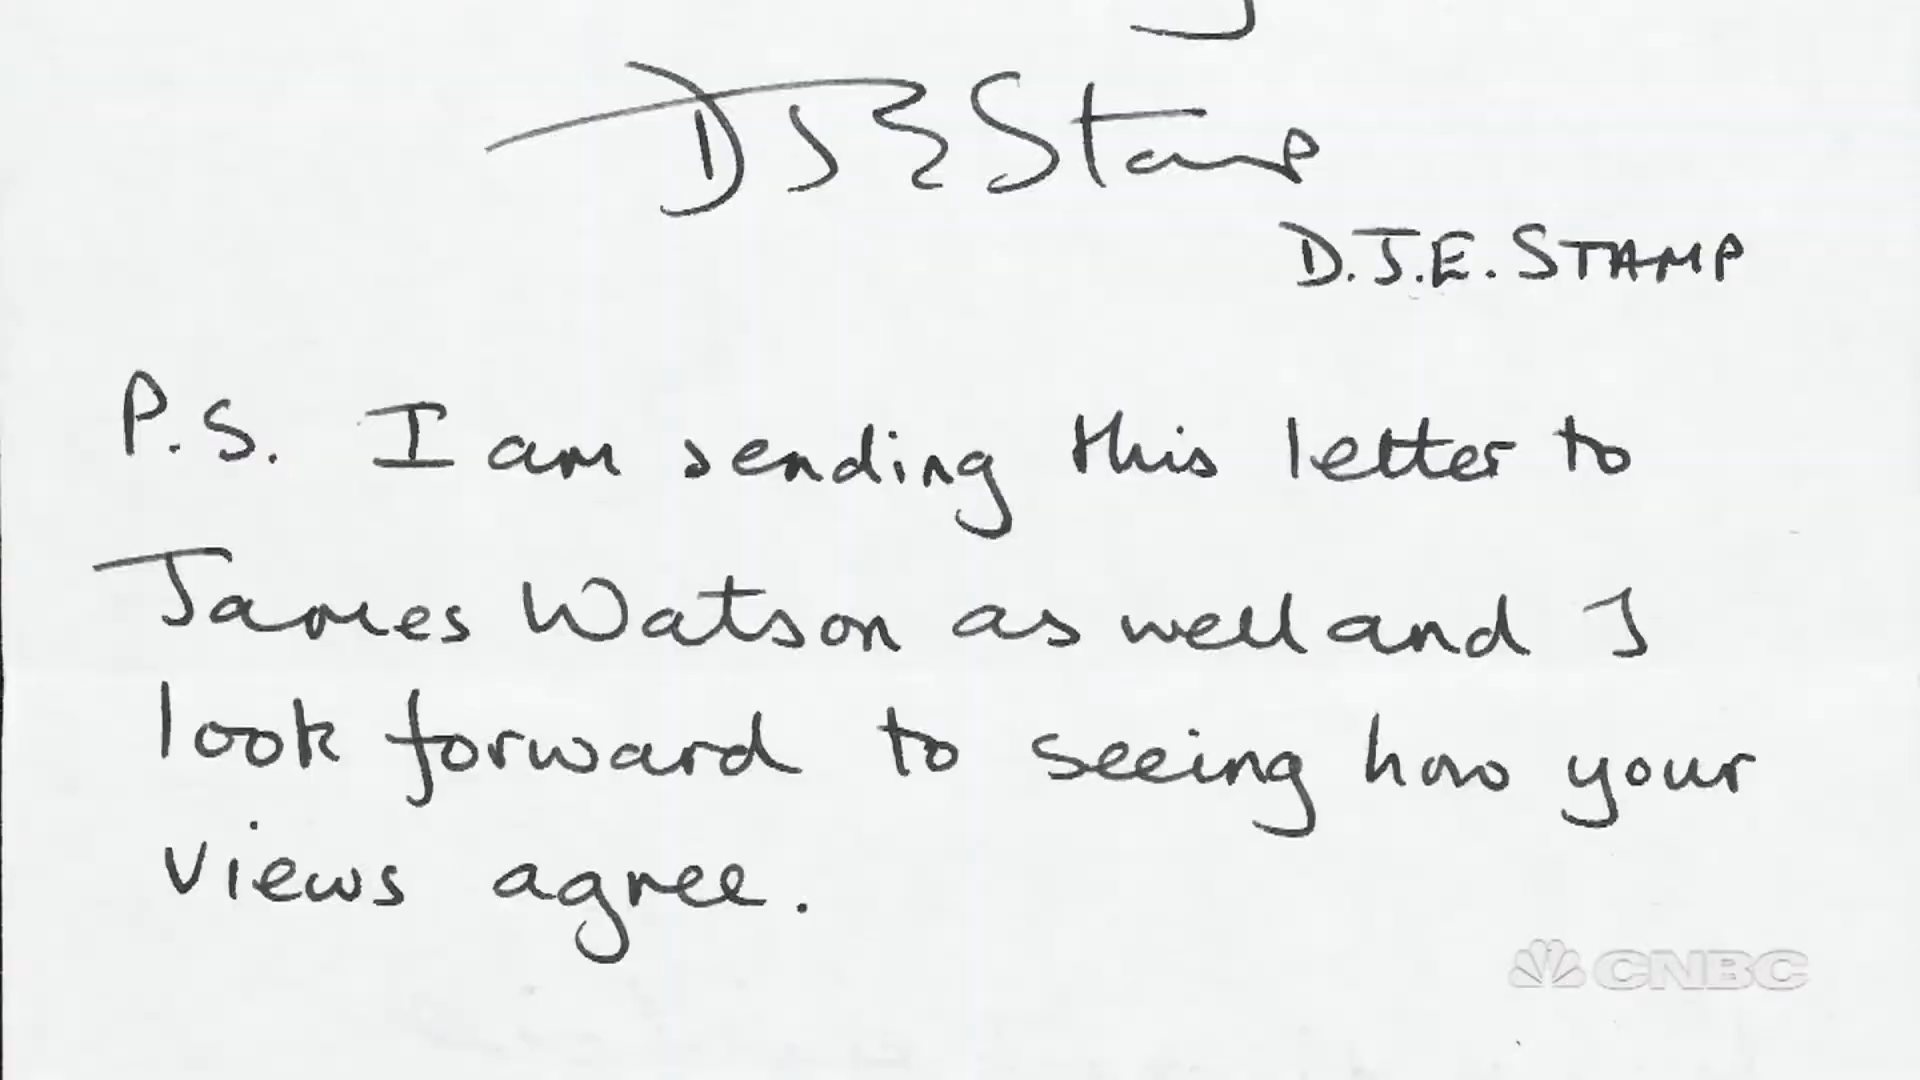 DJEStamp
D.J.E. STAMP
P.S. I am sending this letter to
James Watson as well and I
look forward to seeing how your
views agree.
CNBC